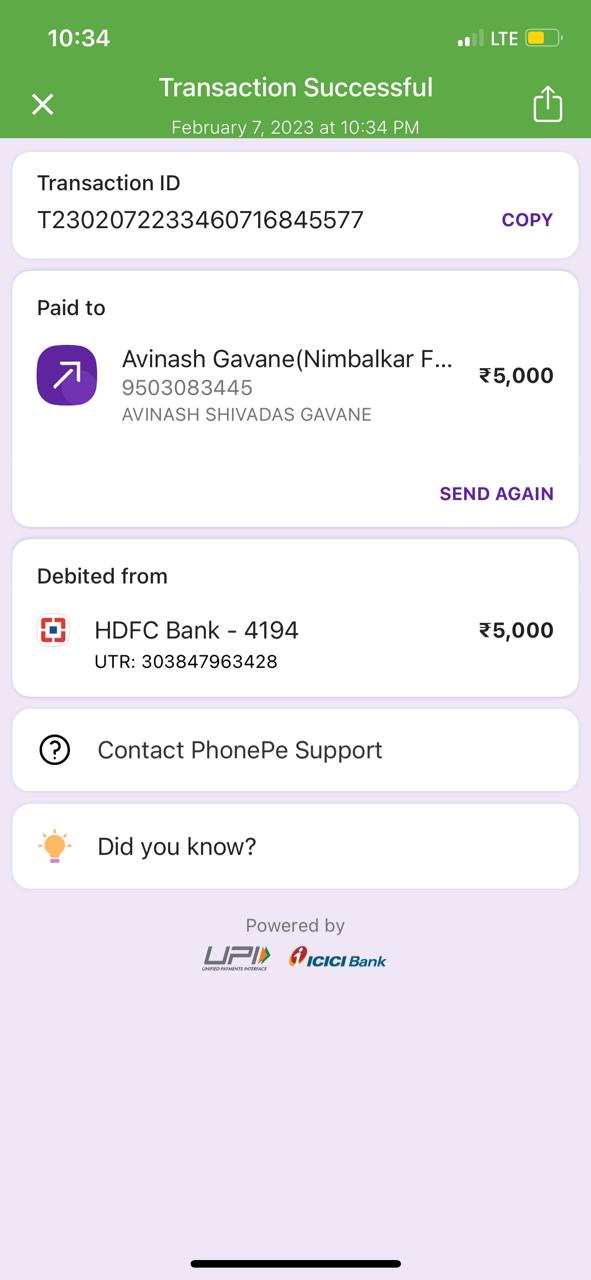 10:34
LTE
Transaction Successful
February 7, 2023 at 10:34 PM
Transaction ID
T2302072233460716845577
COPY
Paid to
Avinash Gavane(Nimbalkar F...
₹5,000
9503083445
AVINASH SHIVADAS GAVANE
SEND AGAIN
Debited from
HDFC Bank - 4194
₹5,000
UTR: 303847963428
Contact PhonePe Support
Did you know?
Powered by
UPI
UNIFIED PAYMENTS INTERFACE
ICICI Bank